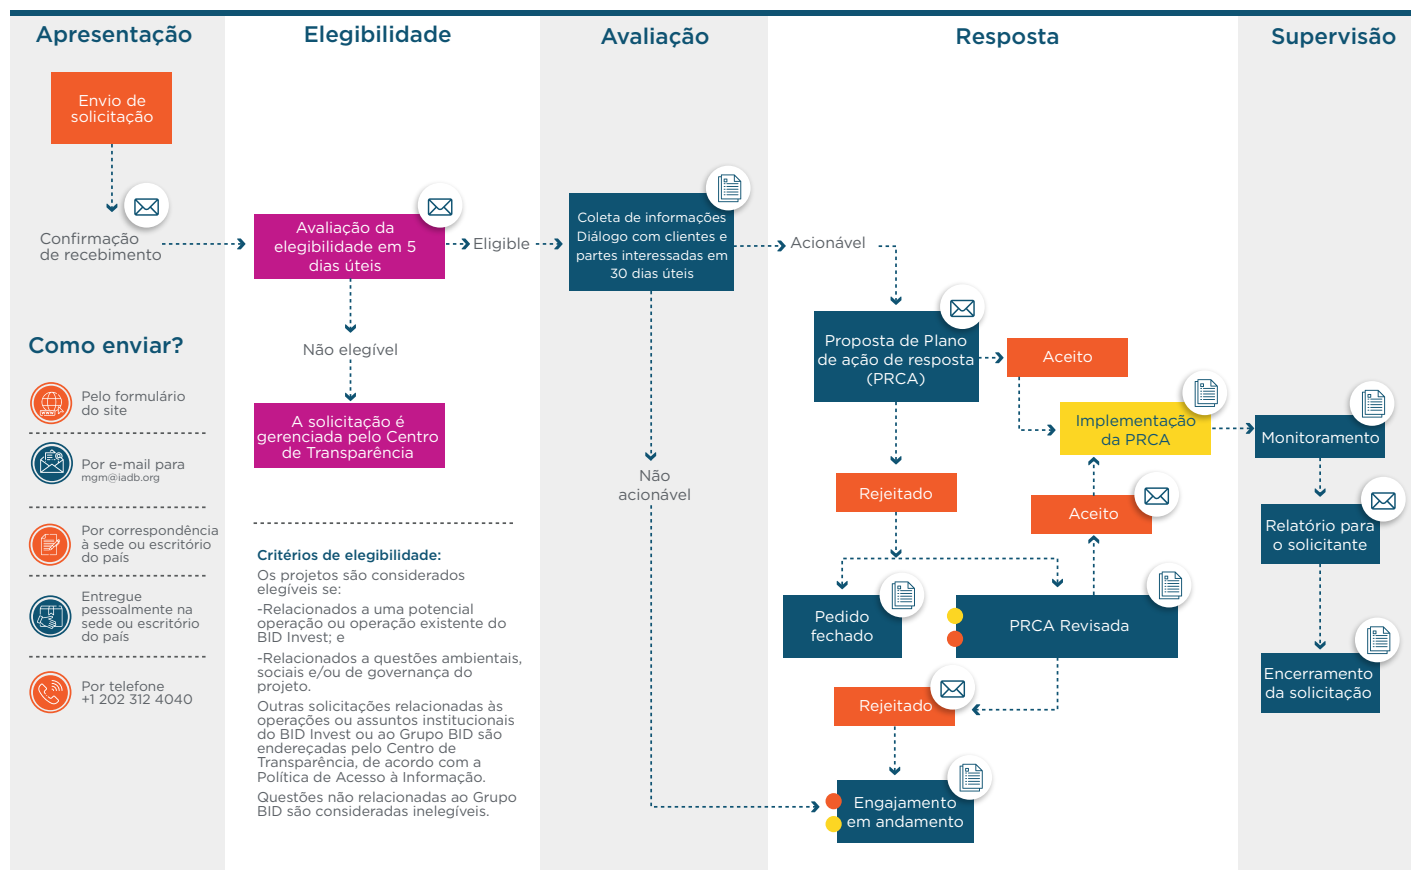 Apresentação
Envio de
solicitação
Confirmação
de recebimento
Como enviar?
Pelo formulário
do site
Por e-mail para
mgm@iadb.org
Por correspondência
à sede ou escritório
do país
Entregue
pessoalmente na
sede ou escritório
do país
Por telefone
+1 202 312 4040
Elegibilidade
Avaliação da
elegibilidade em 5
dias úteis
Eligible
Não elegível
A solicitação é
gerenciada pelo Centro
de Transparência
Critérios de elegibilidade:
Os projetos são considerados
elegíveis se:
-Relacionados a uma potencial
operação ou operação existente do
BID Invest; e
-Relacionados a questões ambientais,
sociais e/ou de governança do
projeto.
Outras solicitações relacionadas às
operações ou assuntos institucionais
do BID Invest ou ao Grupo BID são
endereçadas pelo Centro de
Transparência, de acordo com a
Política de Acesso à Informação.
Questões não relacionadas ao Grupo
BID são consideradas inelegíveis.
Avaliação
Coleta de informações
Diálogo com clientes e
partes interessadas em
30 dias úteis
Não
acionável
Resposta
Acionável
Proposta de Plano
de ação de resposta
(PRCA)
Aceito
Implementação
da PRCA
Rejeitado
Aceito
Pedido
fechado
PRCA Revisada
Rejeitado
Engajamento
em andamento
Supervisão
Monitoramento
Relatório para
o solicitante
Encerramento
da solicitação